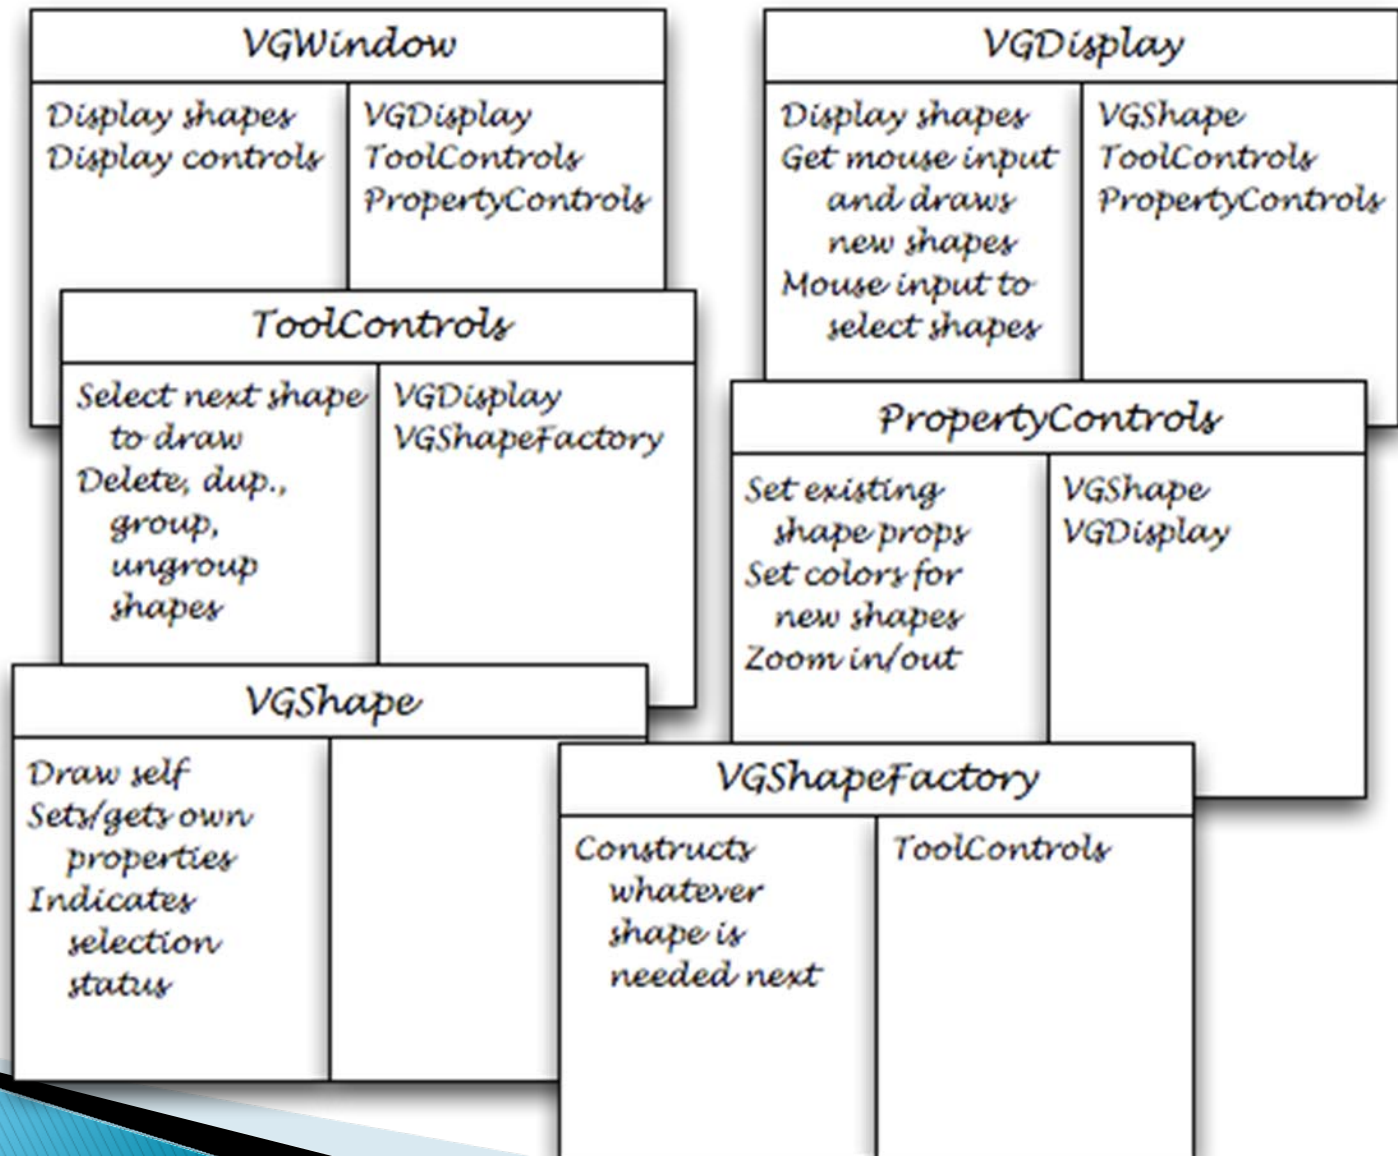 VGWindow
Display shapes
Display controls
VGDisplay
ToolControls
PropertyControls
VGDisplay
Display shapes
Get mouse input
and draws
new shapes
Mouse input to
select shapes
VGShape
ToolControls
PropertyControls
ToolControls
Select next shape
to draw
Delete, dup.,
group,
ungroup
shapes
VGDisplay
VGShapeFactory
PropertyControls
Set existing
shape props
Set colors for
new shapes
Zoom in/out
VGShape
VGDisplay
VGShape
Draw self
Sets/gets own
properties
Indicates
selection
status
VGShapeFactory
Constructs
whatever
shape is
needed next
ToolControls